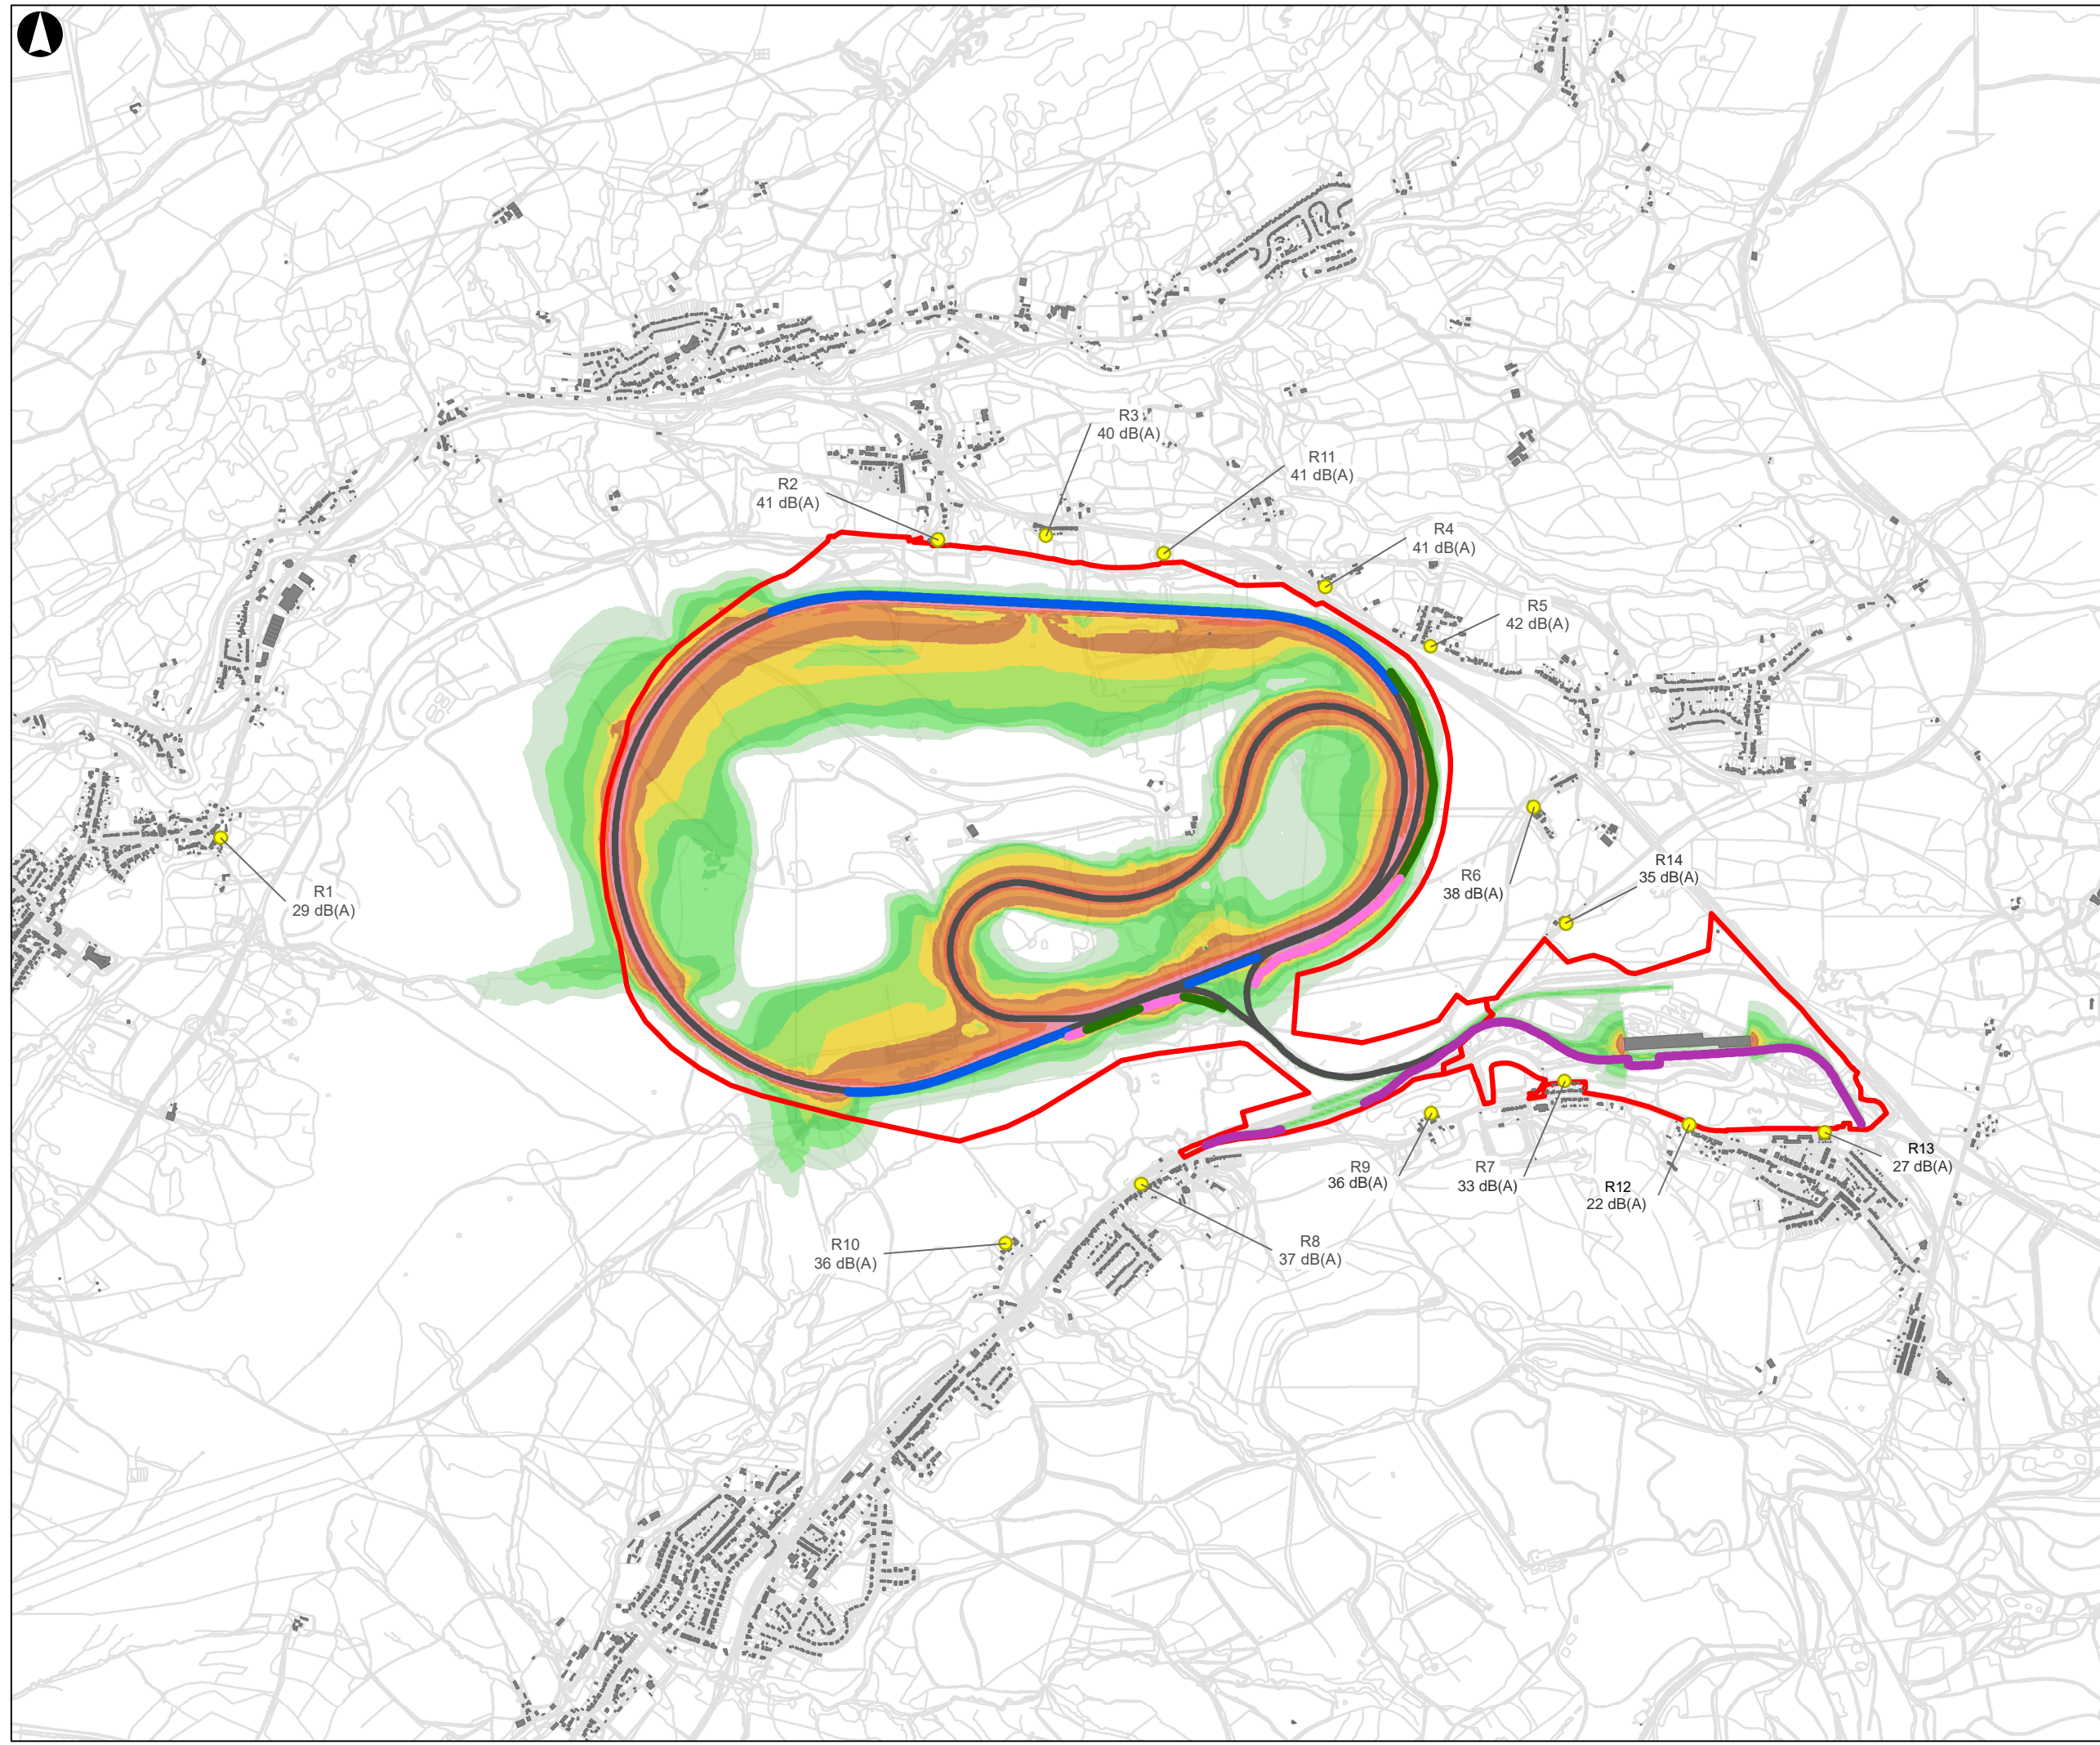 R3
40 dB(A)
R11
41 dB(A)
R2
41 dB(A)
R4
41 dB(A)
R5
42 dB(A)
R14
35 dB(A)
R6
38 dB(A)
R1
29 dB(A)
R13
27 dB(A)
R9
36 dB(A)
R7
33 dB(A)
R12
22 dB(A)
R10
36 dB(A)
R8
37 dB(A)